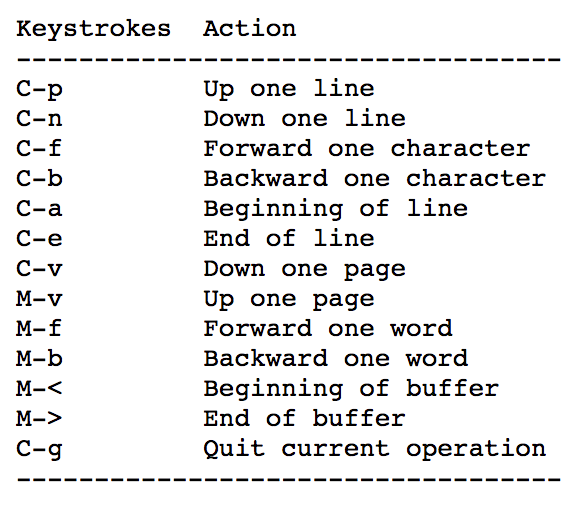 Keystrokes  Action
-----------------------------------
C-p         Up one line
C-n         Down one line
C-f         Forward one character
C-b         Backward one character
C-a         Beginning of line
C-e         End of line
C-v         Down one page
M-v         Up one page
M-f         Forward one word
M-b         Backward one word
M-<         Beginning of buffer
M->         End of buffer
C-g         Quit current operation
-----------------------------------